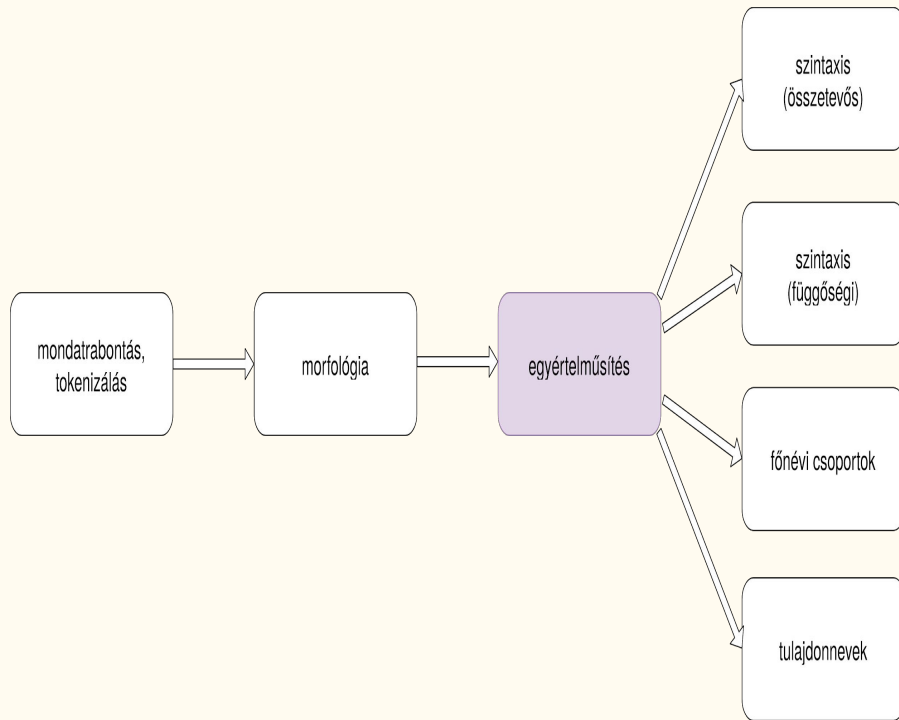 mondatrabontás,
tokenizálás
morfológia
egyértelműsítés
szintaxis
(összetevős)
szintaxis
(függőségi)
főnévi csoportok
tulajdonnevek